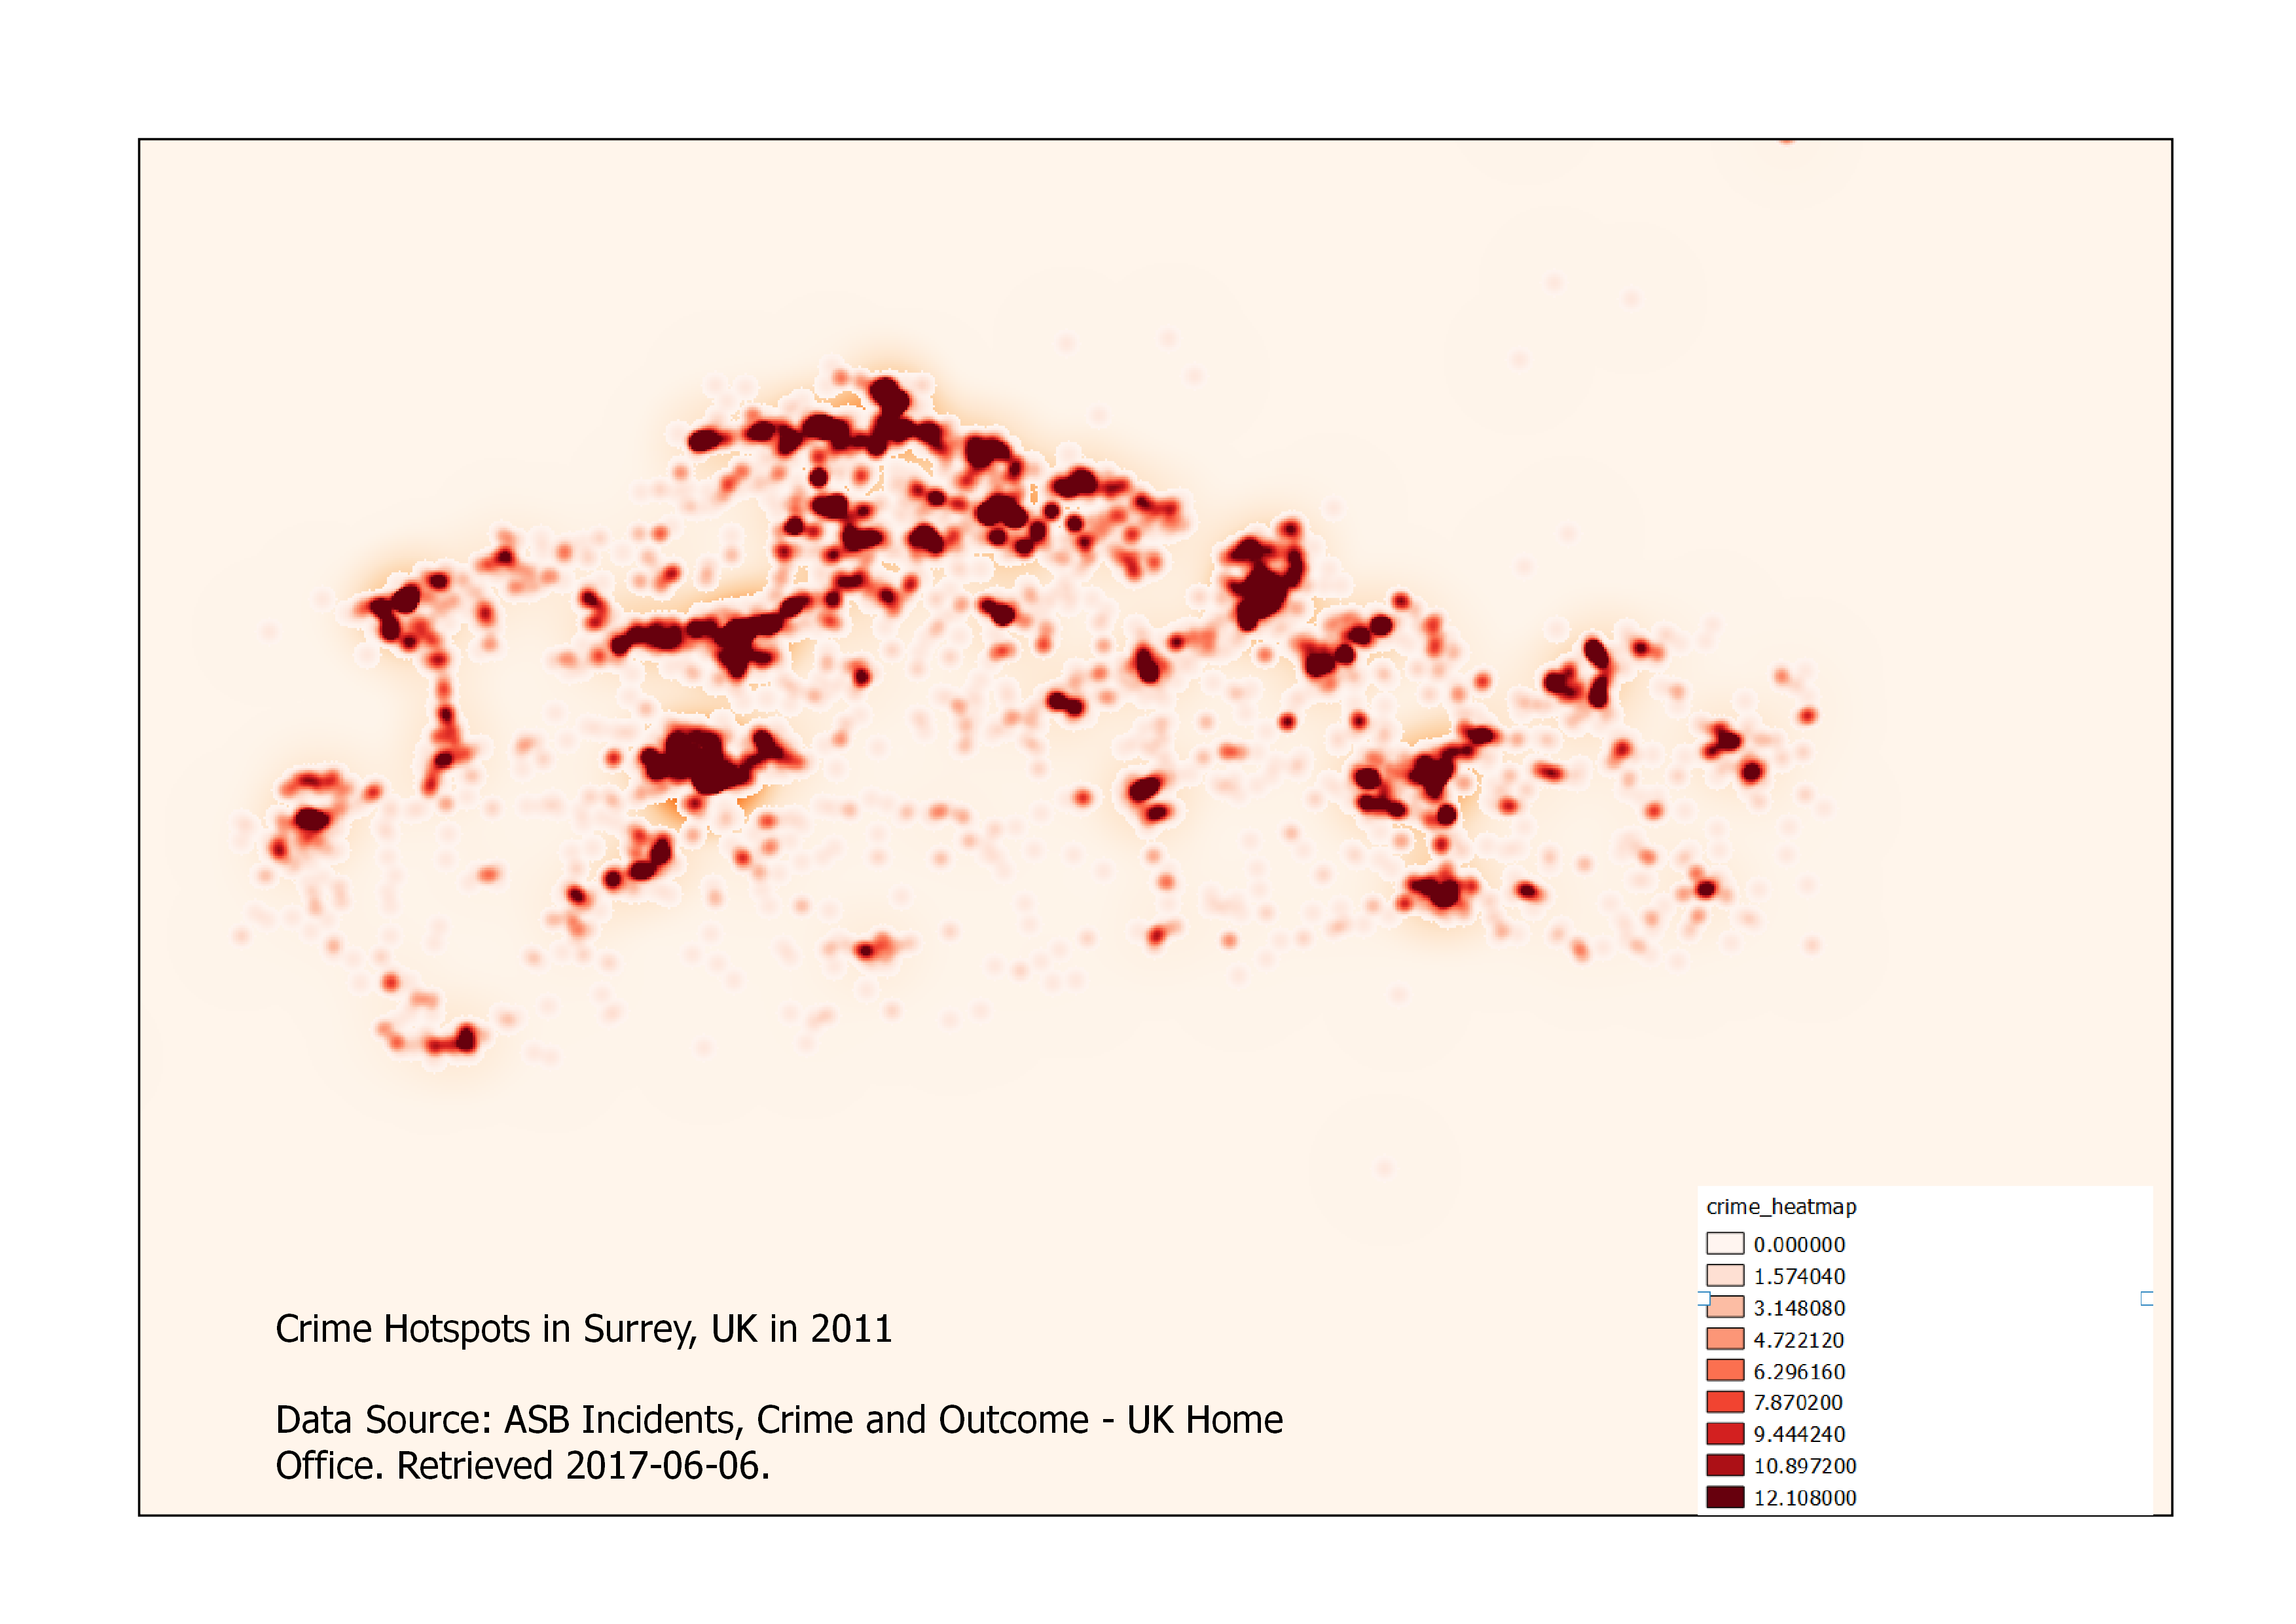 Crime Hotspots in Surrey, UK in 2011
Data Source: ASB Incidents, Crime and Outcome - UK Home
Office. Retrieved 2017-06-06.
crime_heatmap
0.000000
1.574040
3.148080
4.722120
6.296160
7.870200
9.444240
10.897200
12.108000